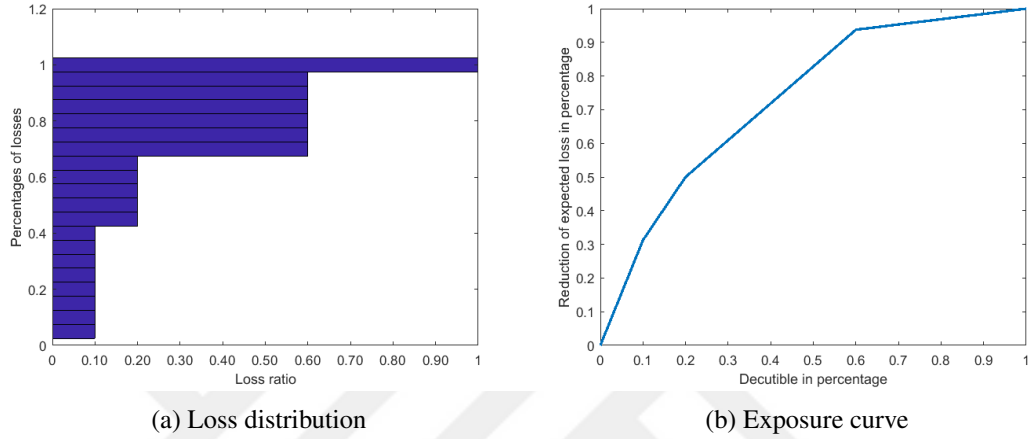 1.2
1
0.8
0.6
0.4
0.2
0
0 0.10 0.20 0.30 0.40 0.50 0.60 0.70 0.80 0.90 1
Percentages of losses
Loss ratio
(a) Loss distribution
1
0.9
0.8
0.7
0.6
0.5
0.4
0.3
0.2
0.1
0
0 0.1 0.2 0.3 0.4 0.5 0.6 0.7 0.8 0.9 1
Reduction of expected loss in percentage
Decutible in percentage
(b) Exposure curve